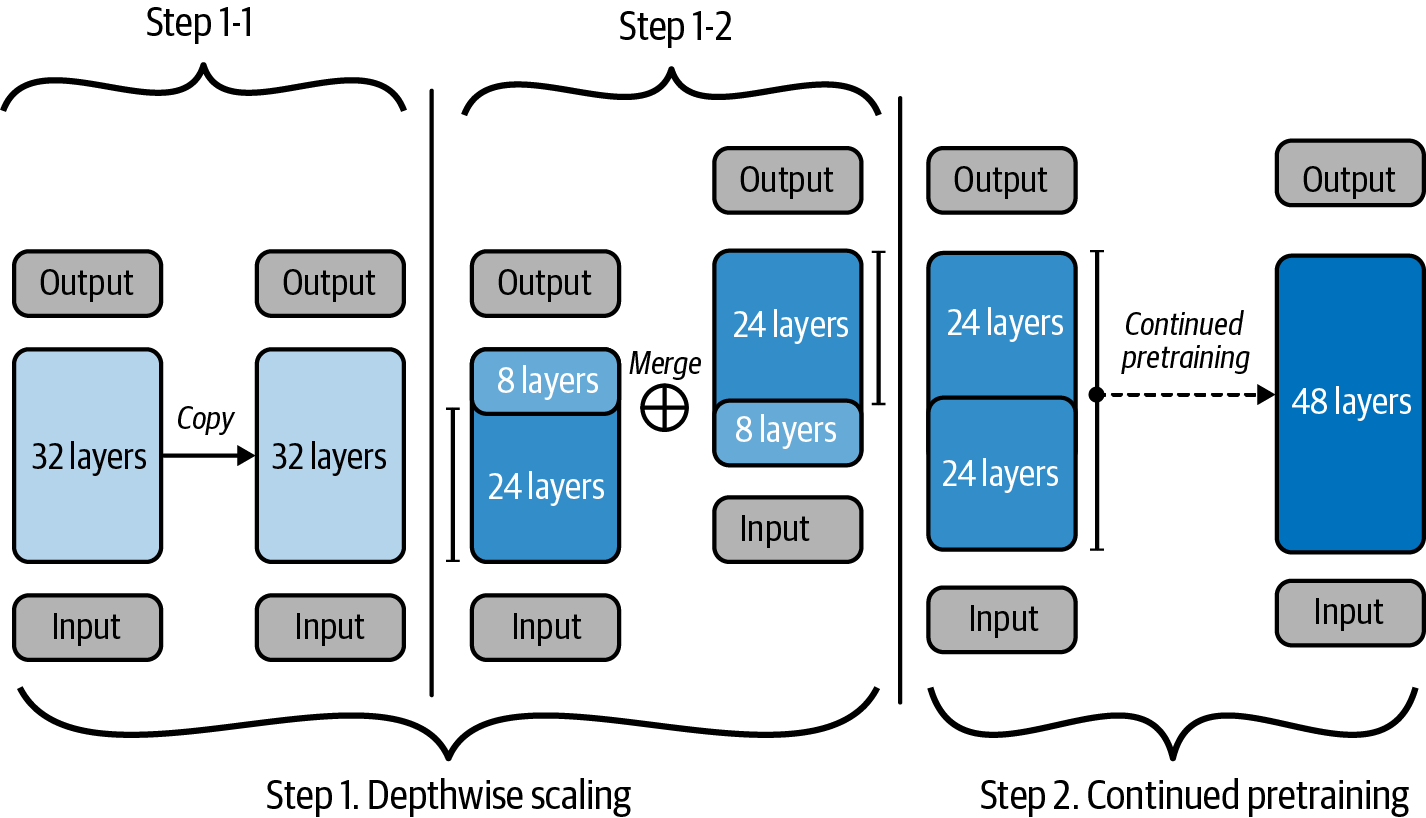 Step 1-1
Step 1-2
Output
Output
32 layers
Copy
32 layers
Input
Input
Output
8 layers
24 layers
Input
Merge
Output
24 layers
8 layers
Input
Output
24 layers
24 layers
Input
Continued
pretraining
Output
48 layers
Input
Step 1. Depthwise scaling
Step 2. Continued pretraining